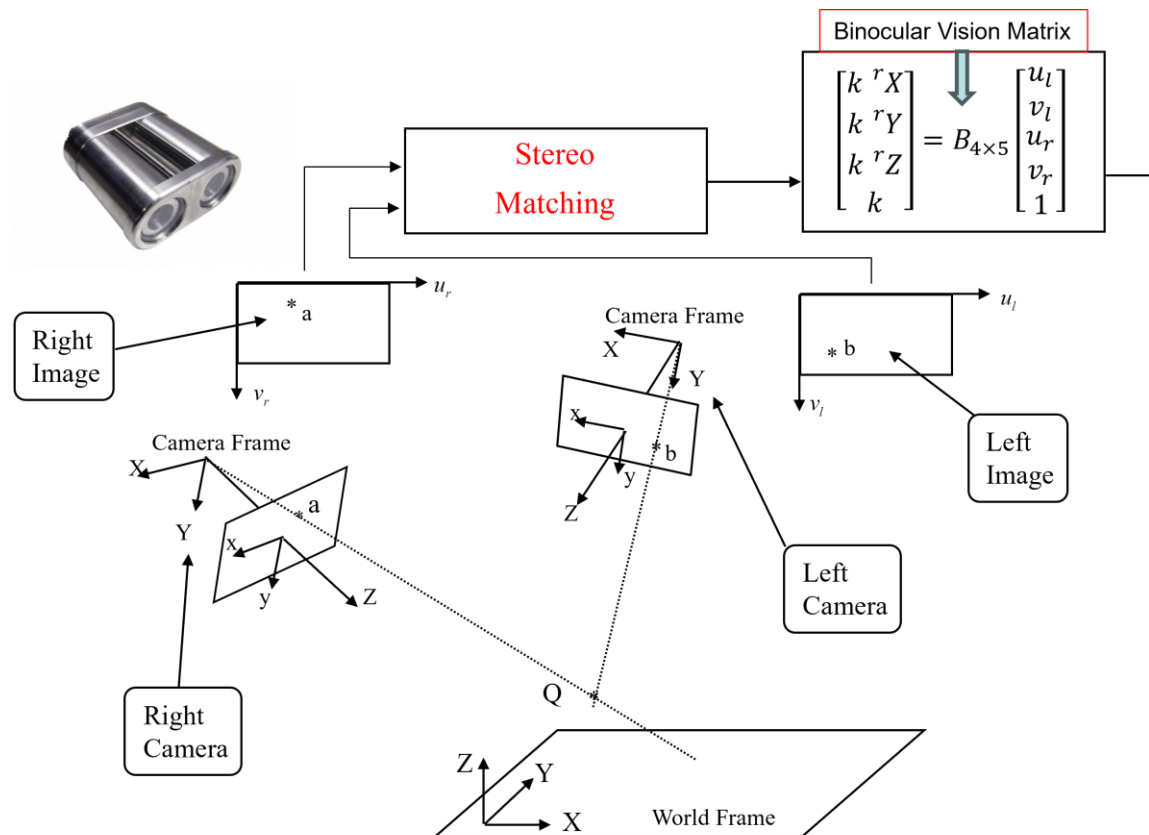 Binocular Vision Matrix
k ʳX
k ʳY
k ʳZ
k
= B₄ₓ₅
u_l
v_l
u_r
v_r
1
Stereo
Matching
u_r
* a
v_r
Right
Image
u_l
* b
v_l
Left
Image
Camera Frame
X
Y
x
y
b
Z
Camera Frame
X
Y
a
x
y
Z
Left
Camera
Right
Camera
Q
Z
Y
X
World Frame